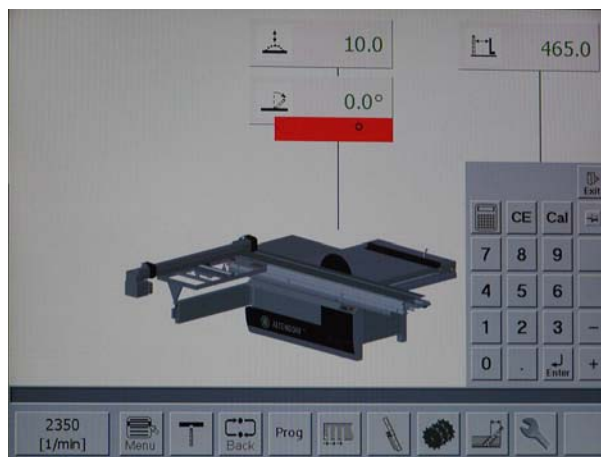 10.0
465.0
0.0°
°
Exit
CE Cal
7 8 9
4 5 6
1 2 3 -
0 . Enter +
ALTENDORF
2350
[1/min]
Menu
Back
Prog